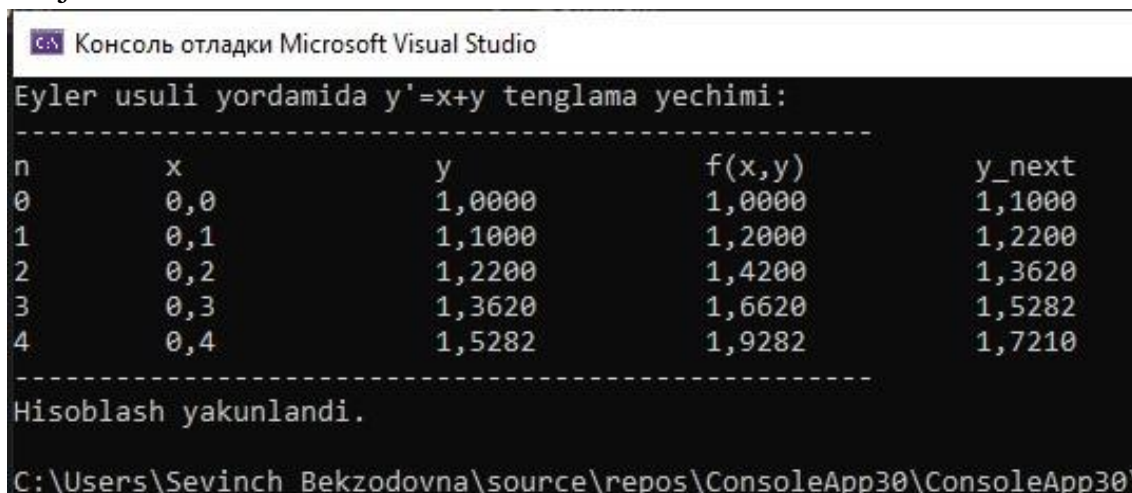 Консоль отладки Microsoft Visual Studio
Eyler usuli yordamida y'=x+y tenglama yechimi:
----------------------------------------------------
n x y f(x,y) y_next
0 0,0 1,0000 1,0000 1,1000
1 0,1 1,1000 1,2000 1,2200
2 0,2 1,2200 1,4200 1,3620
3 0,3 1,3620 1,6620 1,5282
4 0,4 1,5282 1,9282 1,7210
----------------------------------------------------
Hisoblash yakunlandi.
C:\Users\Sevinch Bekzodovna\source\repos\ConsoleApp30\ConsoleApp30\